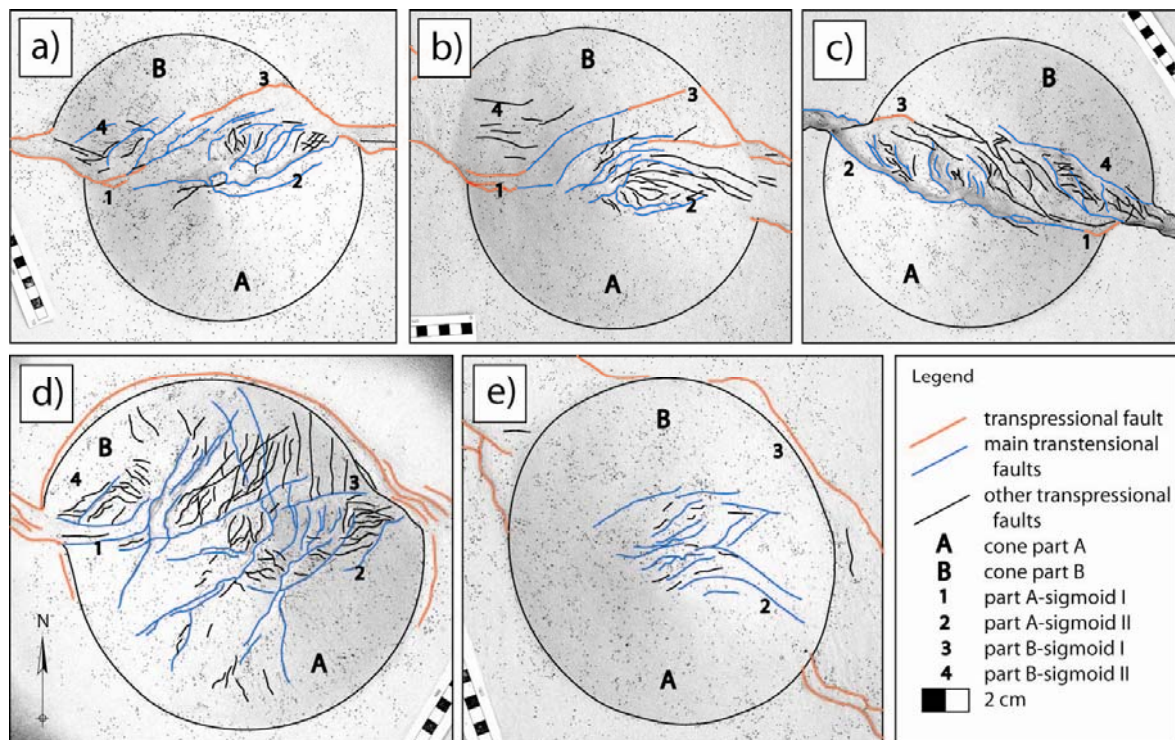 a)
B
3
4
1
2
A
b)
B
3
4
1
2
A
c)
B
3
4
2
1
A
d)
B
4
3
1
2
A
N
e)
B
3
2
A
Legend
transpressional fault
main transtensional
faults
other transpressional
faults
A cone part A
B cone part B
1 part A-sigmoid I
2 part A-sigmoid II
3 part B-sigmoid I
4 part B-sigmoid II
2 cm